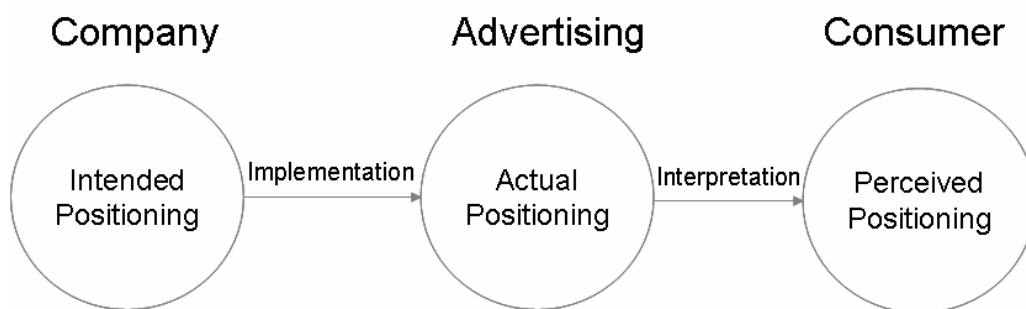 Company
Advertising
Consumer
Intended
Positioning
Implementation
Actual
Positioning
Interpretation
Perceived
Positioning